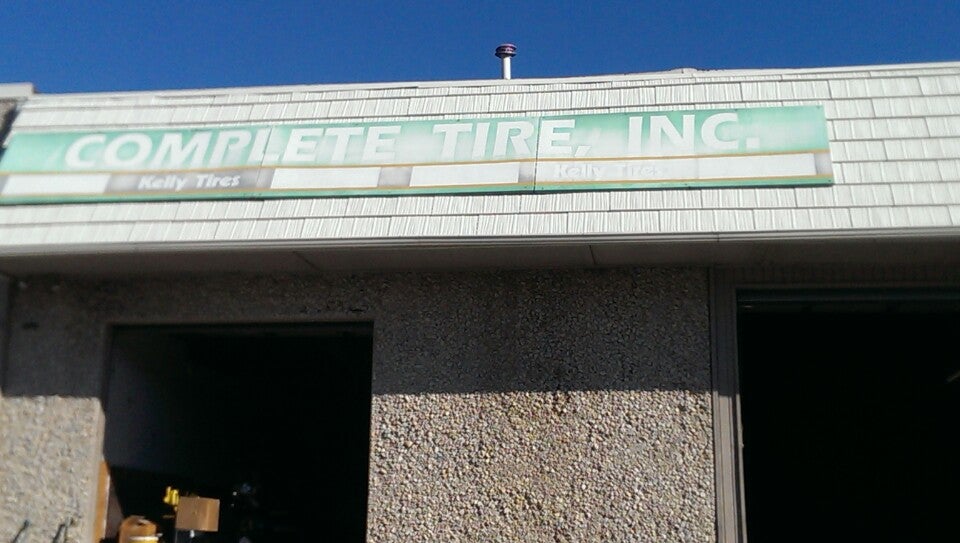 COMPLETE TIRE, INC.
Kelly Tires Kelly Tires